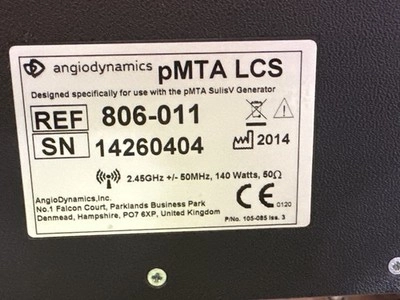 angiodynamics pMTA LCS
Designed specifically for use with the pMTA SulisV Generator
REF 806-011
SN 14260404 2014
2.45GHz +/- 50MHz, 140 Watts, 50Ω
AngioDynamics,Inc.
No.1 Falcon Court, Parklands Business Park
Denmead, Hampshire, PO7 6XP, United Kingdom
CE 0120
P/No. 105-085 Iss. 3